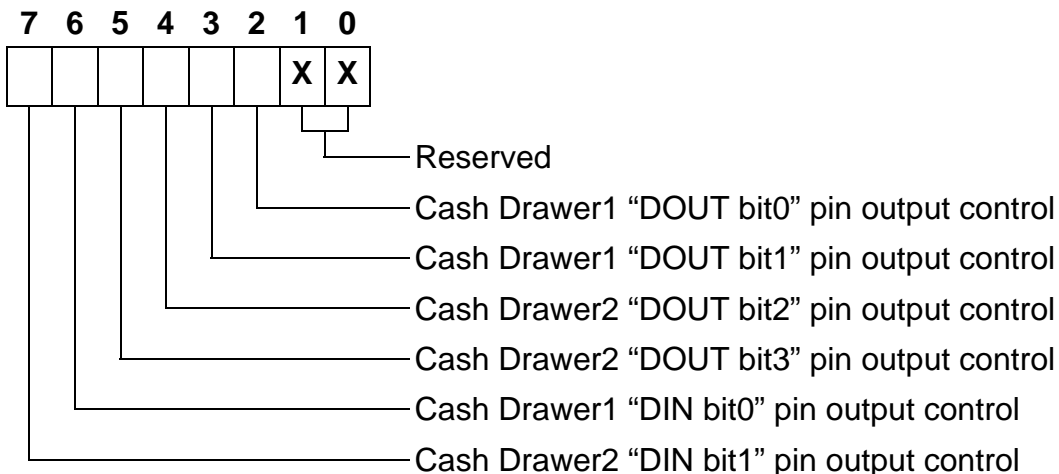 7 6 5 4 3 2 1 0
X X
Reserved
Cash Drawer1 “DOUT bit0” pin output control
Cash Drawer1 “DOUT bit1” pin output control
Cash Drawer2 “DOUT bit2” pin output control
Cash Drawer2 “DOUT bit3” pin output control
Cash Drawer1 “DIN bit0” pin output control
Cash Drawer2 “DIN bit1” pin output control